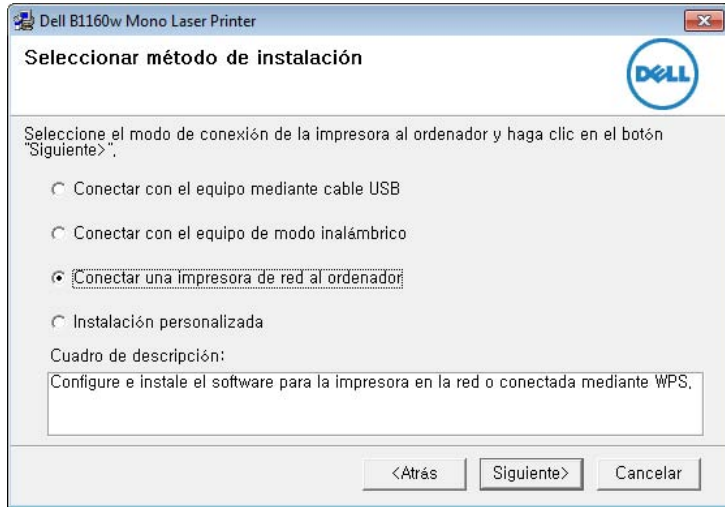 Dell B1160w Mono Laser Printer
Seleccionar método de instalación
DELL
Seleccione el modo de conexión de la impresora al ordenador y haga clic en el botón
"Siguiente>",
Conectar con el equipo mediante cable USB
Conectar con el equipo de modo inalámbrico
Conectar una impresora de red al ordenador
Instalación personalizada
Cuadro de descripción:
Configure e instale el software para la impresora en la red o conectada mediante WPS,
<Atrás
Siguiente>
Cancelar